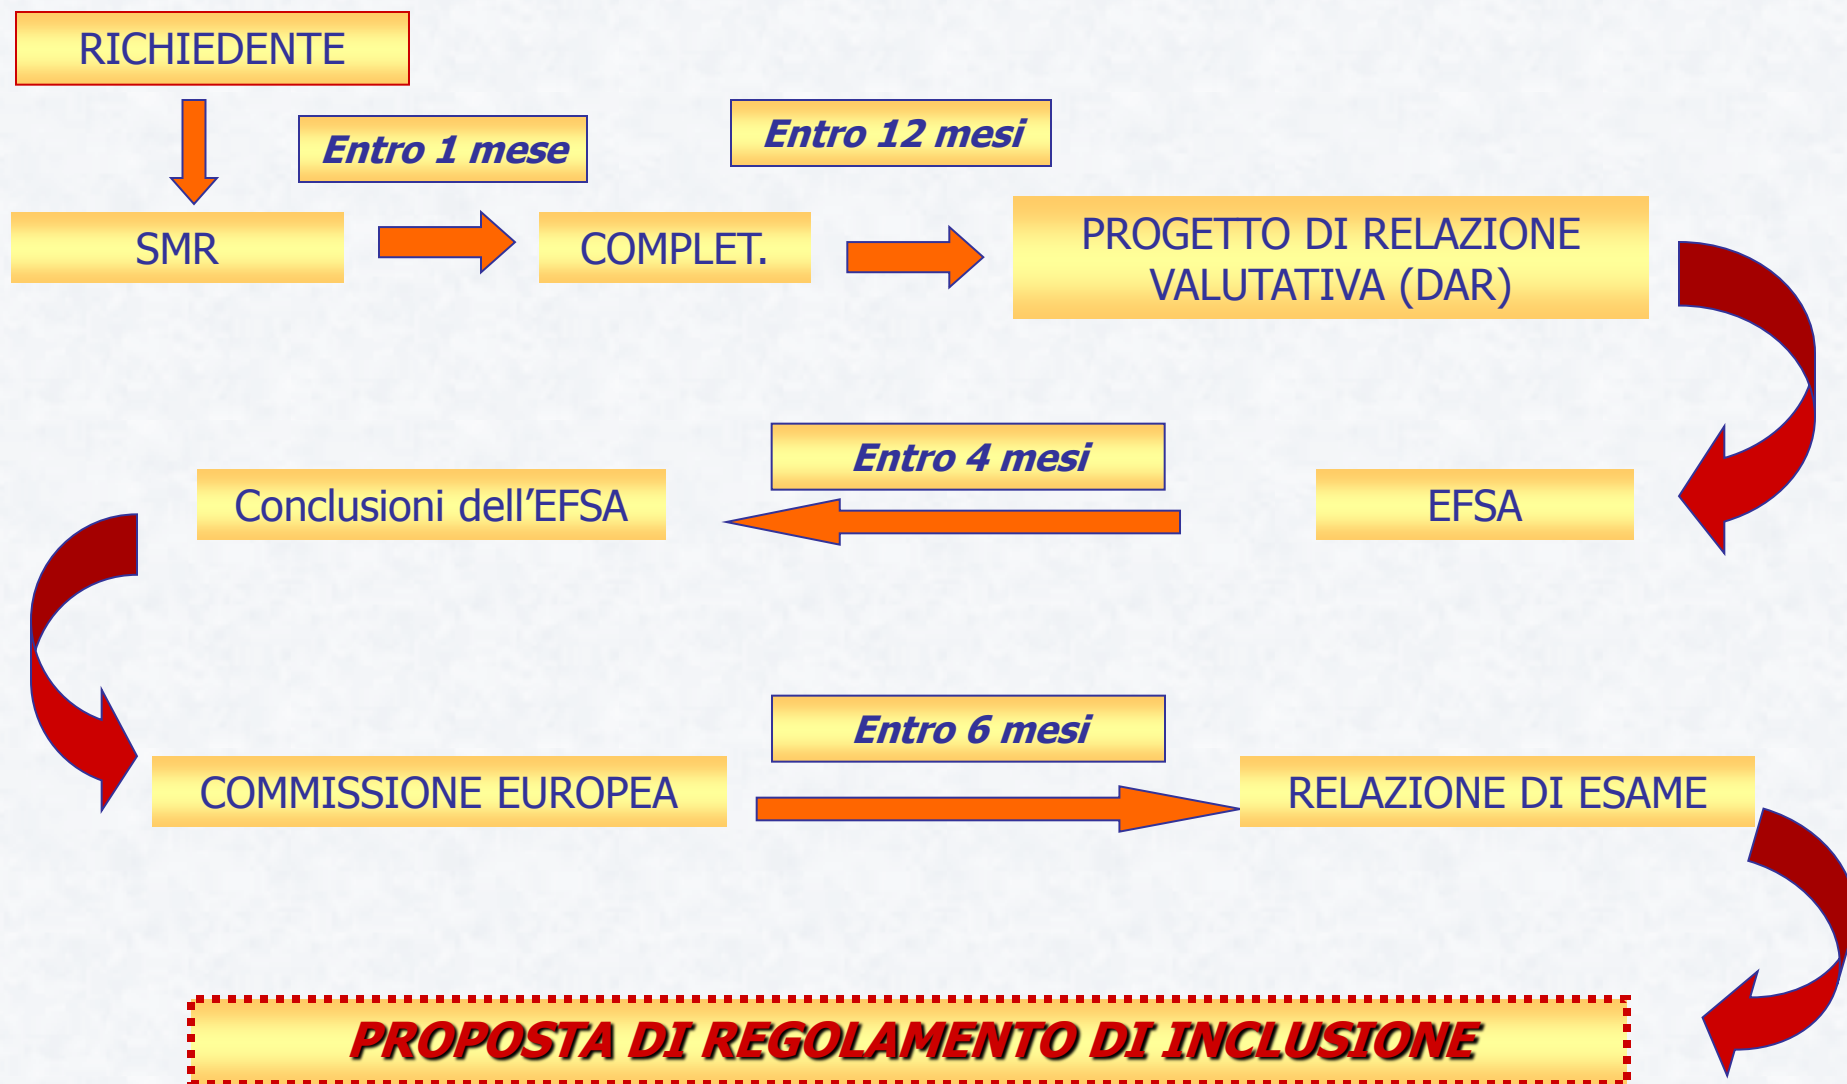 RICHIEDENTE
Entro 1 mese
Entro 12 mesi
SMR
COMPLET.
PROGETTO DI RELAZIONE
VALUTATIVA (DAR)
Entro 4 mesi
Conclusioni dell’EFSA
EFSA
Entro 6 mesi
COMMISSIONE EUROPEA
RELAZIONE DI ESAME
PROPOSTA DI REGOLAMENTO DI INCLUSIONE